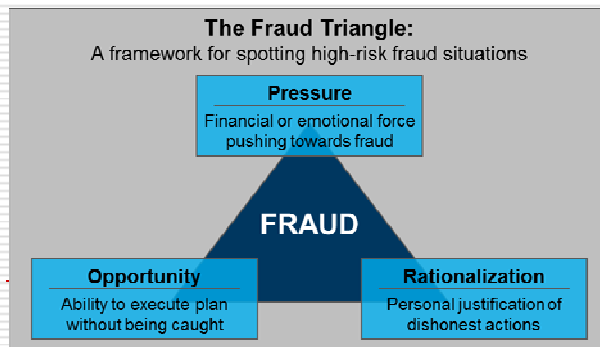 The Fraud Triangle:
A framework for spotting high-risk fraud situations
Pressure
Financial or emotional force
pushing towards fraud
FRAUD
Opportunity
Ability to execute plan
without being caught
Rationalization
Personal justification of
dishonest actions